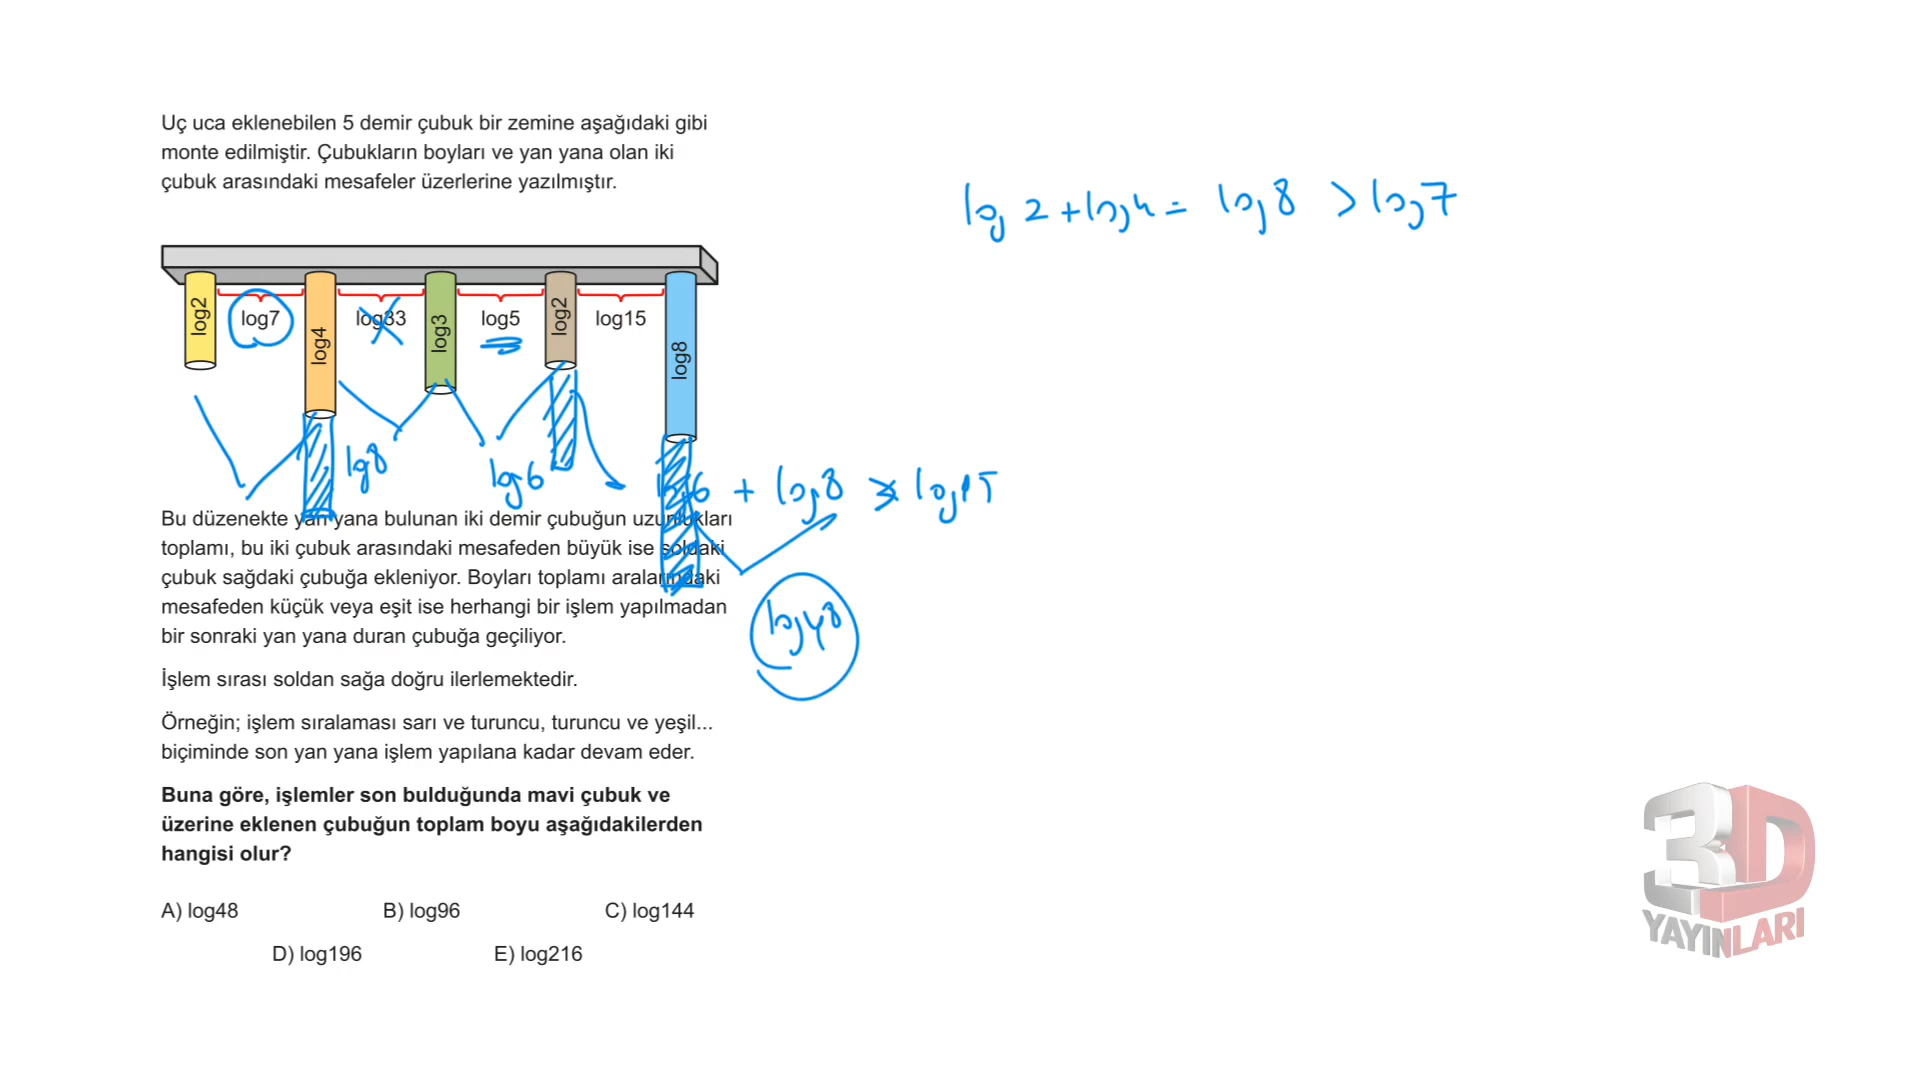 Uç uca eklenebilen 5 demir çubuk bir zemine aşağıdaki gibi
monte edilmiştir. Çubukların boyları ve yan yana olan iki
çubuk arasındaki mesafeler üzerlerine yazılmıştır.
log 2 + log 4 = log 8 > log 7
log2 log7 log4 log33 log3 log5 log2 log15 log8
log8 log6
log6 + log8 > log15
Bu düzenekte yan yana bulunan iki demir çubuğun uzunlukları
toplamı, bu iki çubuk arasındaki mesafeden büyük ise soldaki
çubuk sağdaki çubuğa ekleniyor. Boyları toplamı aralarındaki
mesafeden küçük veya eşit ise herhangi bir işlem yapılmadan
bir sonraki yan yana duran çubuğa geçiliyor.
log48
İşlem sırası soldan sağa doğru ilerlemektedir.
Örneğin; işlem sıralaması sarı ve turuncu, turuncu ve yeşil...
biçiminde son yan yana işlem yapılana kadar devam eder.
Buna göre, işlemler son bulduğunda mavi çubuk ve
üzerine eklenen çubuğun toplam boyu aşağıdakilerden
hangisi olur?
A) log48 B) log96 C) log144
D) log196 E) log216
3D
YAYINLARI